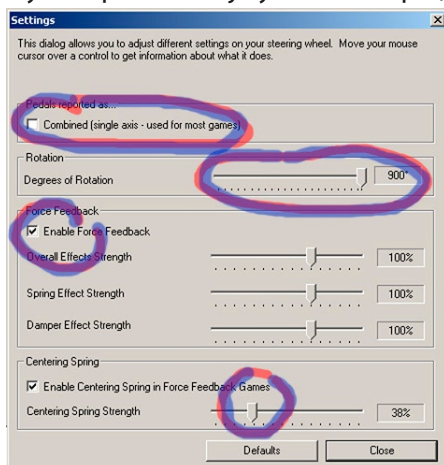 Settings
This dialog allows you to adjust different settings on your steering wheel. Move your mouse
cursor over a control to get information about what it does.
Pedals reported as...
Combined (single axis - used for most games)
Rotation
Degrees of Rotation
900°
Force Feedback
Enable Force Feedback
Overall Effects Strength
100%
Spring Effect Strength
100%
Damper Effect Strength
100%
Centering Spring
Enable Centering Spring in Force Feedback Games
Centering Spring Strength
38%
Defaults
Close